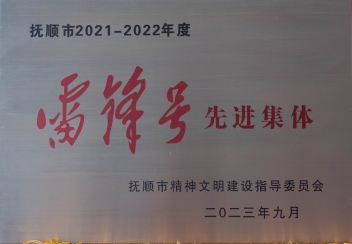 抚顺市2021-2022年度
雷锋号先进集体
抚顺市精神文明建设指导委员会
二〇二三年九月